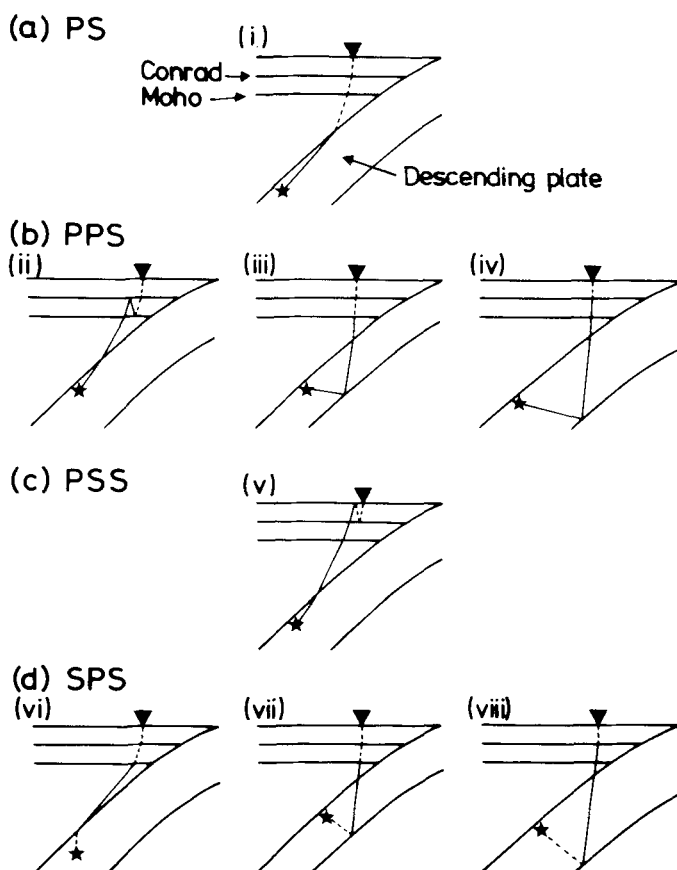 (a) PS
(i)
Conrad
Moho
Descending plate
(b) PPS
(ii) (iii) (iv)
(c) PSS
(v)
(d) SPS
(vi) (vii) (viii)